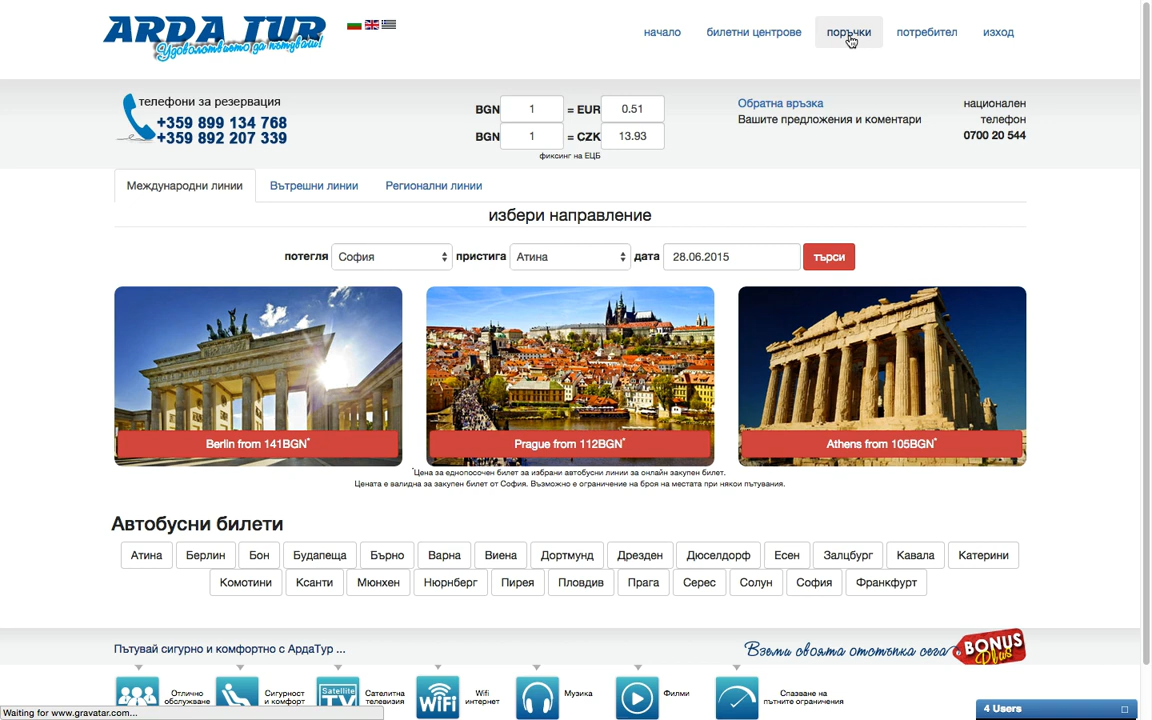 ARDA TUR
Удоволствието да пътуваш!
начало
билетни центрове
поръчки
потребител
изход
телефони за резервация
+359 899 134 768
+359 892 207 339
BGN 1 = EUR 0.51
BGN 1 = CZK 13.93
фиксинг на ЕЦБ
Обратна връзка
Вашите предложения и коментари
национален
телефон
0700 20 544
Международни линии
Вътрешни линии
Регионални линии
избери направление
потегля София пристига Атина дата 28.06.2015 търси
Berlin from 141BGN*
Prague from 112BGN*
Athens from 105BGN*
*Цена за еднопосочен билет за избрани автобусни линии за онлайн закупен билет.
Цената е валидна за закупен билет от София. Възможно е ограничение на броя на местата при някои пътувания.
Автобусни билети
Атина Берлин Бон Будапеща Бърно Варна Виена Дортмунд Дрезден Дюселдорф Есен Залцбург Кавала Катерини
Комотини Ксанти Мюнхен Нюрнберг Пирея Пловдив Прага Серес Солун София Франкфурт
Пътувай сигурно и комфортно с АрдаТур ...
Вземи своята отстъпка сега
BONUS
Plus
Отлично
обслужване
Сигурност
и комфорт
Satellite
TV
Сателитна
телевизия
WiFi
Wifi
интернет
Музика
Филми
Спазване на
пътните ограничения
Waiting for www.gravatar.com...
4 Users